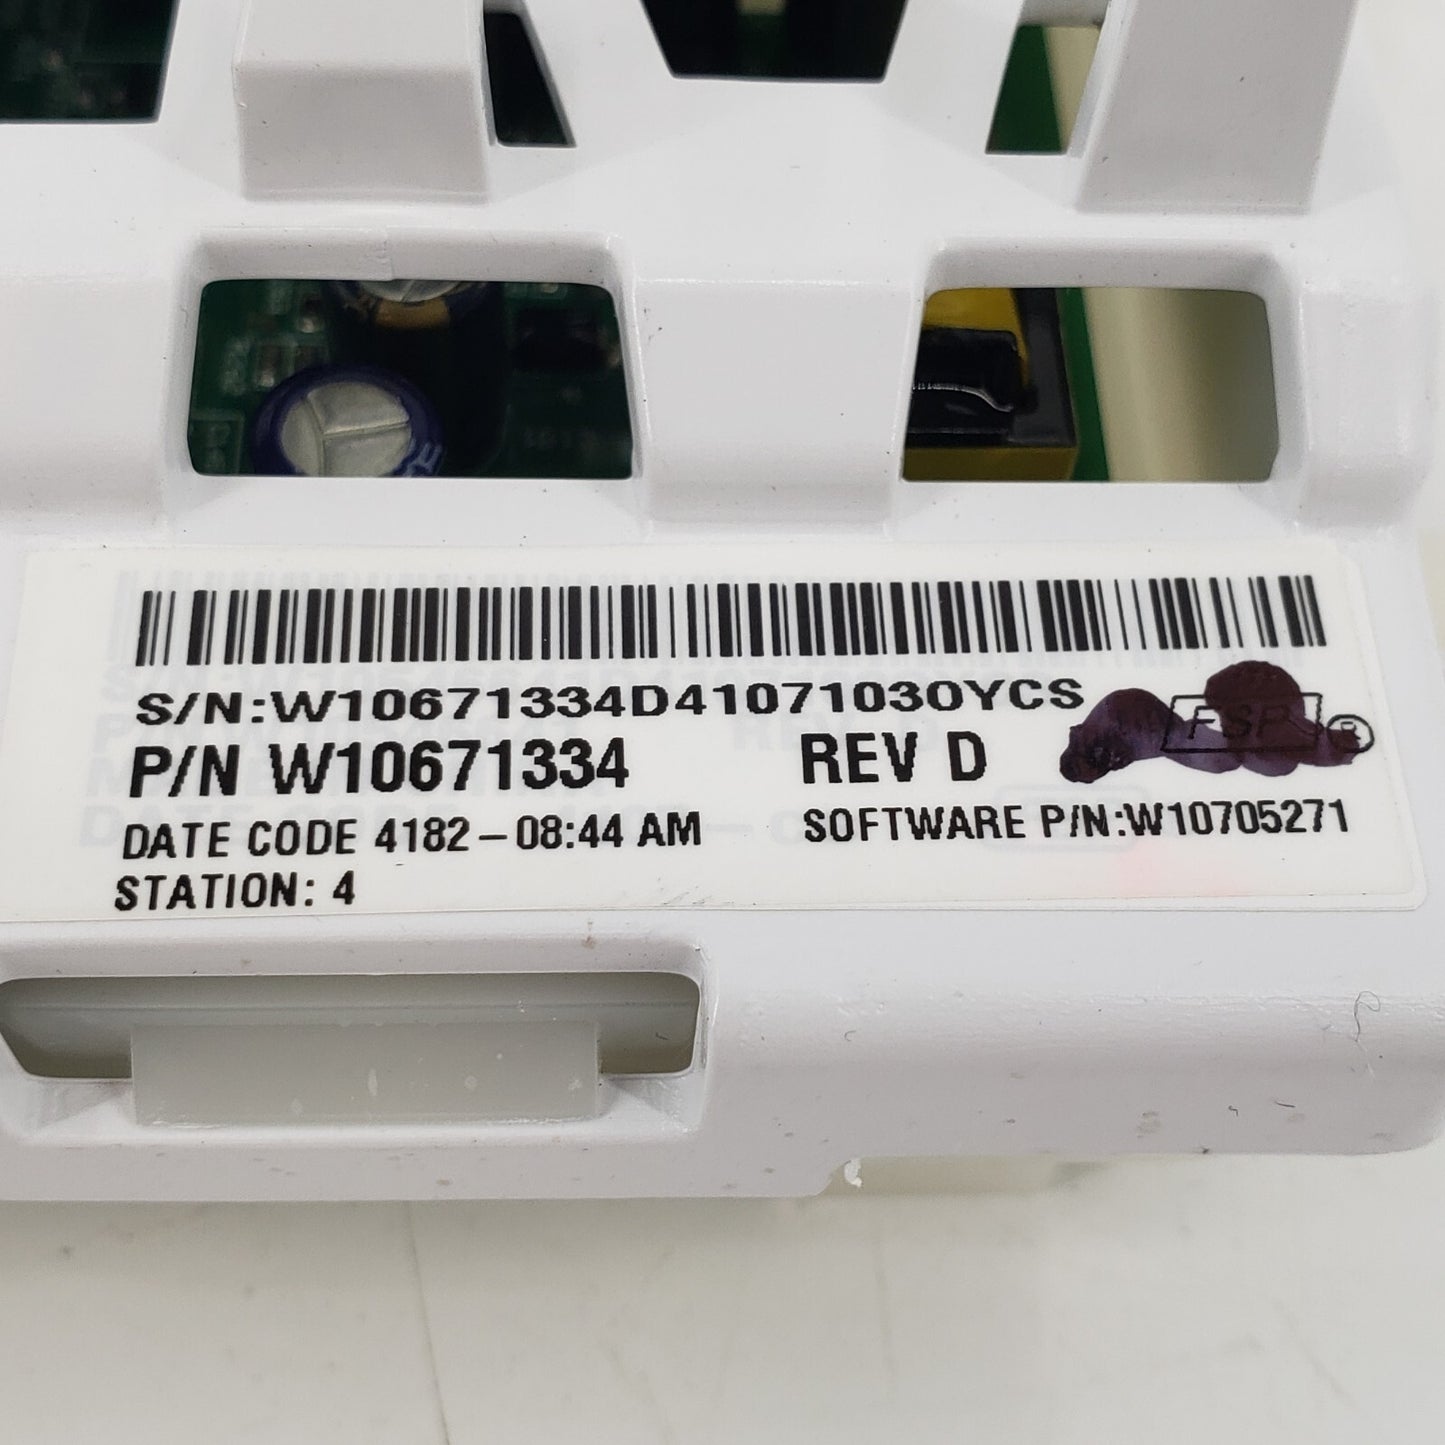 S/N:W10671334D41071030YCS
P/N W10671334 REV D
FSP ®
DATE CODE 4182-08:44 AM SOFTWARE P/N:W10705271
STATION: 4